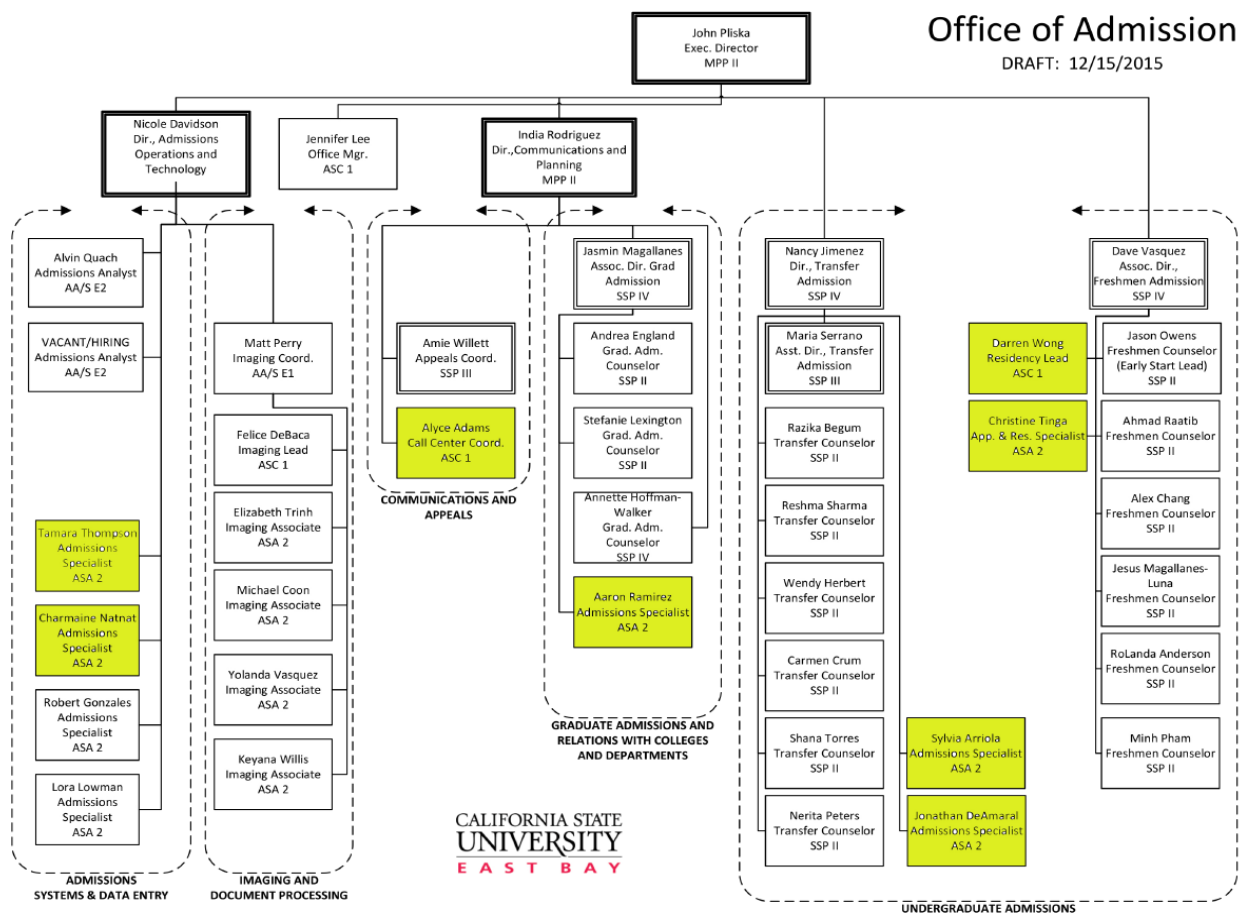 Office of Admission
DRAFT: 12/15/2015
John Pliska
Exec. Director
MPP II
Nicole Davidson
Dir., Admissions
Operations and
Technology
Jennifer Lee
Office Mgr.
ASC 1
India Rodriguez
Dir.,Communications and
Planning
MPP II
Alvin Quach
Admissions Analyst
AA/S E2
VACANT/HIRING
Admissions Analyst
AA/S E2
Tamara Thompson
Admissions
Specialist
ASA 2
Charmaine Natnat
Admissions
Specialist
ASA 2
Robert Gonzales
Admissions
Specialist
ASA 2
Lora Lowman
Admissions
Specialist
ASA 2
ADMISSIONS
SYSTEMS & DATA ENTRY
Matt Perry
Imaging Coord.
AA/S E1
Felice DeBaca
Imaging Lead
ASC 1
Elizabeth Trinh
Imaging Associate
ASA 2
Michael Coon
Imaging Associate
ASA 2
Yolanda Vasquez
Imaging Associate
ASA 2
Keyana Willis
Imaging Associate
ASA 2
IMAGING AND
DOCUMENT PROCESSING
Amie Willett
Appeals Coord.
SSP III
Alyce Adams
Call Center Coord.
ASC 1
COMMUNICATIONS AND
APPEALS
Jasmin Magallanes
Assoc. Dir. Grad
Admission
SSP IV
Andrea England
Grad. Adm.
Counselor
SSP II
Stefanie Lexington
Grad. Adm.
Counselor
SSP II
Annette Hoffman-
Walker
Grad. Adm.
Counselor
SSP IV
Aaron Ramirez
Admissions Specialist
ASA 2
GRADUATE ADMISSIONS AND
RELATIONS WITH COLLEGES
AND DEPARTMENTS
Nancy Jimenez
Dir., Transfer
Admission
SSP IV
Maria Serrano
Asst. Dir., Transfer
Admission
SSP III
Razika Begum
Transfer Counselor
SSP II
Reshma Sharma
Transfer Counselor
SSP II
Wendy Herbert
Transfer Counselor
SSP II
Carmen Crum
Transfer Counselor
SSP II
Shana Torres
Transfer Counselor
SSP II
Nerita Peters
Transfer Counselor
SSP II
Sylvia Arriola
Admissions Specialist
ASA 2
Jonathan DeAmaral
Admissions Specialist
ASA 2
Dave Vasquez
Assoc. Dir.,
Freshmen Admission
SSP IV
Darren Wong
Residency Lead
ASC 1
Christine Tinga
App. & Res. Specialist
ASA 2
Jason Owens
Freshmen Counselor
(Early Start Lead)
SSP II
Ahmad Raatib
Freshmen Counselor
SSP II
Alex Chang
Freshmen Counselor
SSP II
Jesus Magallanes-
Luna
Freshmen Counselor
SSP II
RoLanda Anderson
Freshmen Counselor
SSP II
Minh Pham
Freshmen Counselor
SSP II
UNDERGRADUATE ADMISSIONS
CALIFORNIA STATE
UNIVERSITY
EAST BAY